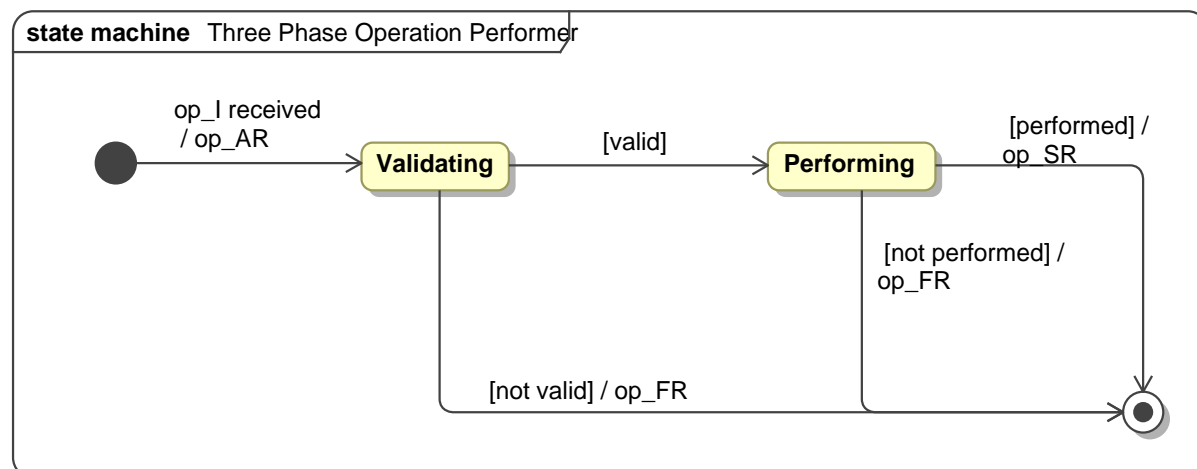 state machine Three Phase Operation Performer
op_I received
/ op_AR
Validating
[valid]
Performing
[performed] /
op_SR
[not performed] /
op_FR
[not valid] / op_FR